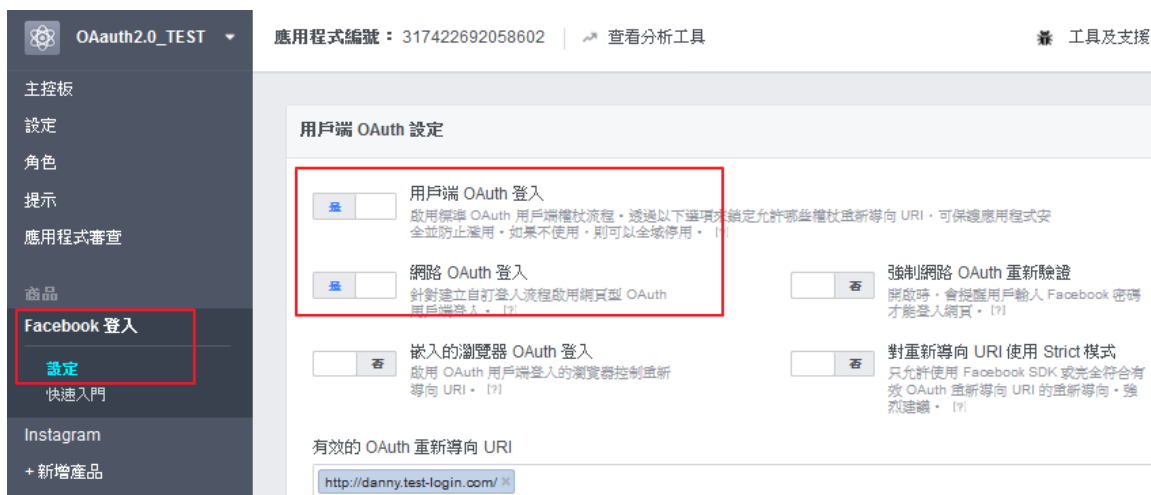 OAauth2.0_TEST
應用程式編號：317422692058602
查看分析工具
工具及支援
主控板
設定
角色
提示
應用程式審查
商品
Facebook 登入
設定
快速入門
Instagram
+ 新增產品
用戶端 OAuth 設定
是
用戶端 OAuth 登入
啟用標準 OAuth 用戶端權杖流程。透過以下選項來鎖定允許哪些權杖重新導向 URI，可保護應用程式安
全並防止濫用。如果不使用，則可以全域停用。 [?]
是
網路 OAuth 登入
針對建立自訂登入流程啟用網頁型 OAuth
用戶端登入。 [?]
否
強制網路 OAuth 重新驗證
開啟時，會提醒用戶輸入 Facebook 密碼
才能登入網頁。 [?]
否
嵌入的瀏覽器 OAuth 登入
啟用 OAuth 用戶端登入的瀏覽器控制重新
導向 URI。 [?]
否
對重新導向 URI 使用 Strict 模式
只允許使用 Facebook SDK 或完全符合有
效 OAuth 重新導向 URI 的重新導向。強
烈建議。 [?]
有效的 OAuth 重新導向 URI
http://danny.test-login.com/ ×